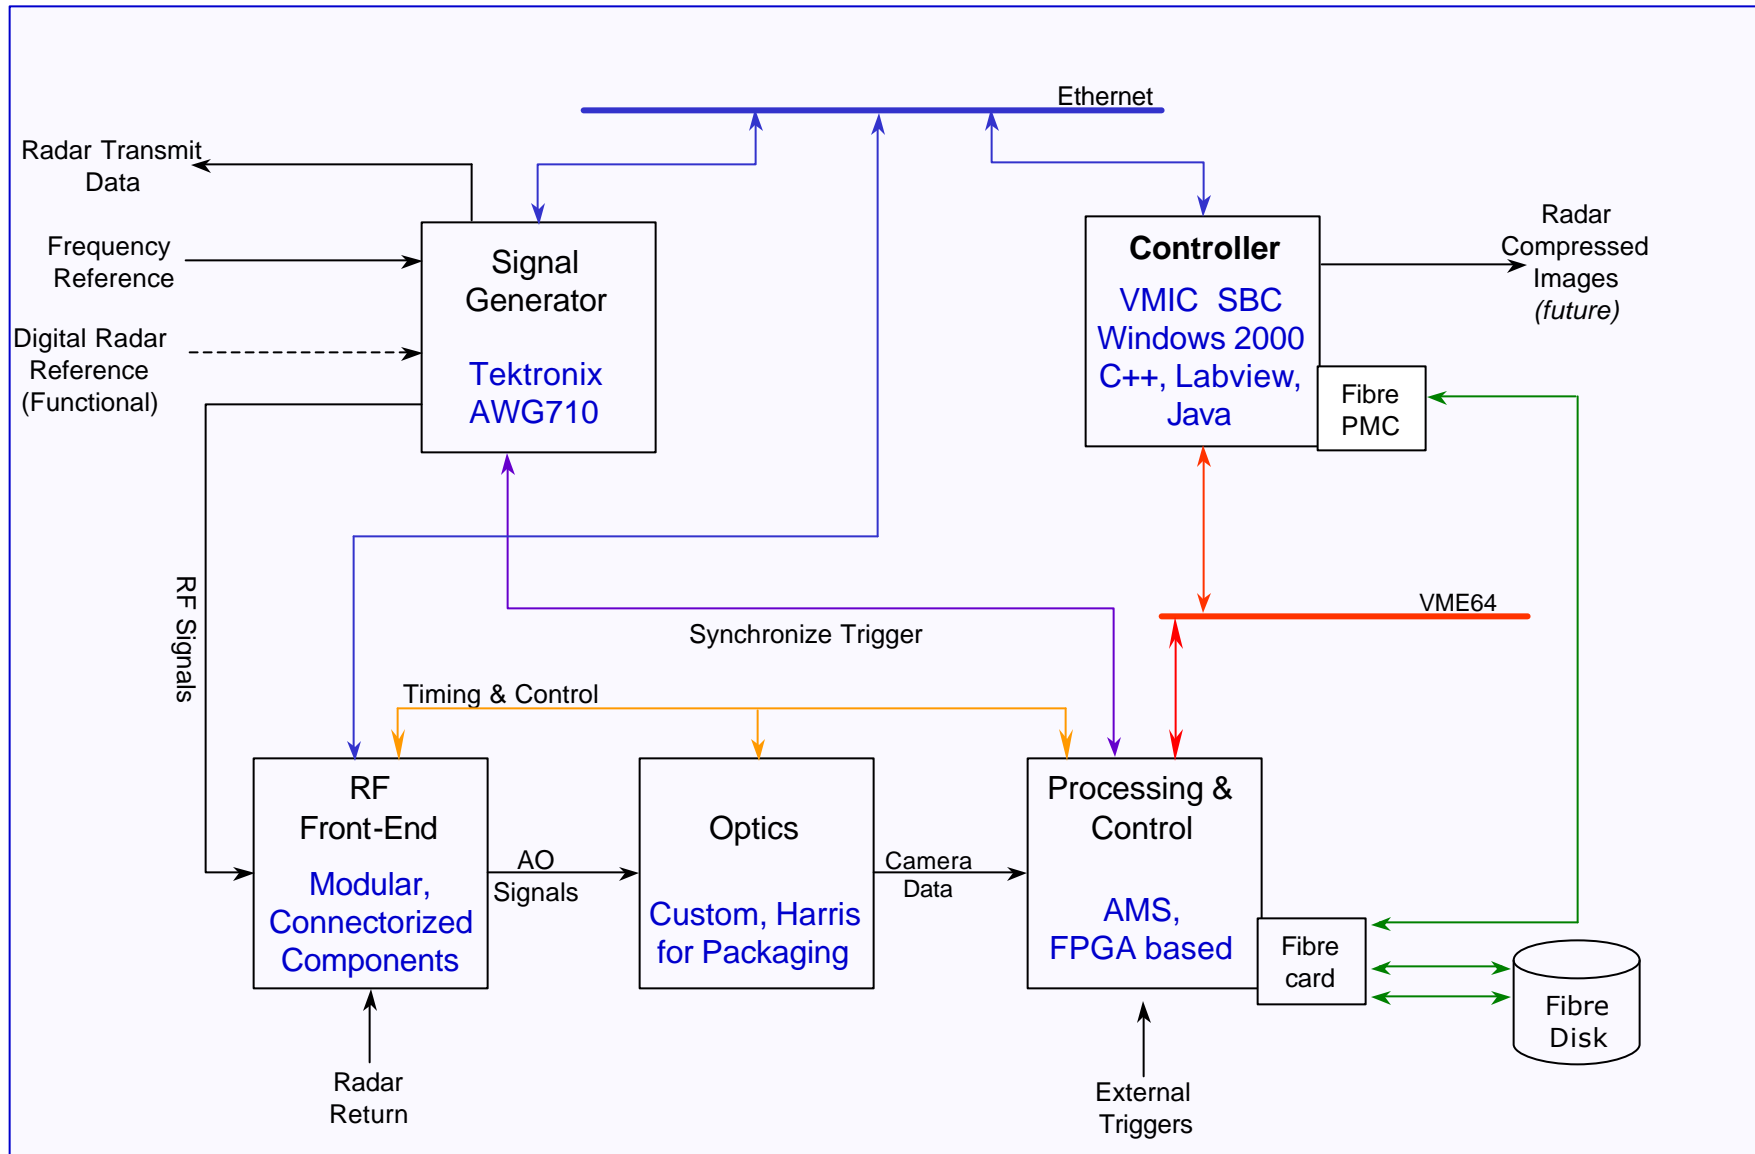 Ethernet
Radar Transmit
Data
Frequency
Reference
Digital Radar
Reference
(Functional)
Signal
Generator
Tektronix
AWG710
Controller
VMIC SBC
Windows 2000
C++, Labview,
Java
Fibre
PMC
Radar
Compressed
Images
(future)
RF Signals
Synchronize Trigger
VME64
Timing & Control
RF
Front-End
Modular,
Connectorized
Components
AO
Signals
Optics
Custom, Harris
for Packaging
Camera
Data
Processing &
Control
AMS,
FPGA based
Fibre
card
Fibre
Disk
Radar
Return
External
Triggers